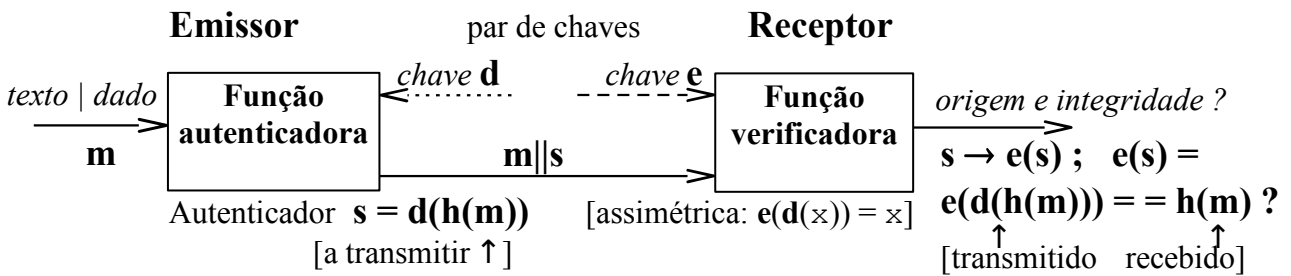 Emissor par de chaves Receptor
texto | dado
m
Função
autenticadora
chave d
chave e
m||s
Função
verificadora
origem e integridade ?
s → e(s) ; e(s) =
e(d(h(m))) = = h(m) ?
Autenticador s = d(h(m))
[a transmitir ↑ ]
[assimétrica: e(d(x)) = x]
↑ ↑
[transmitido recebido]